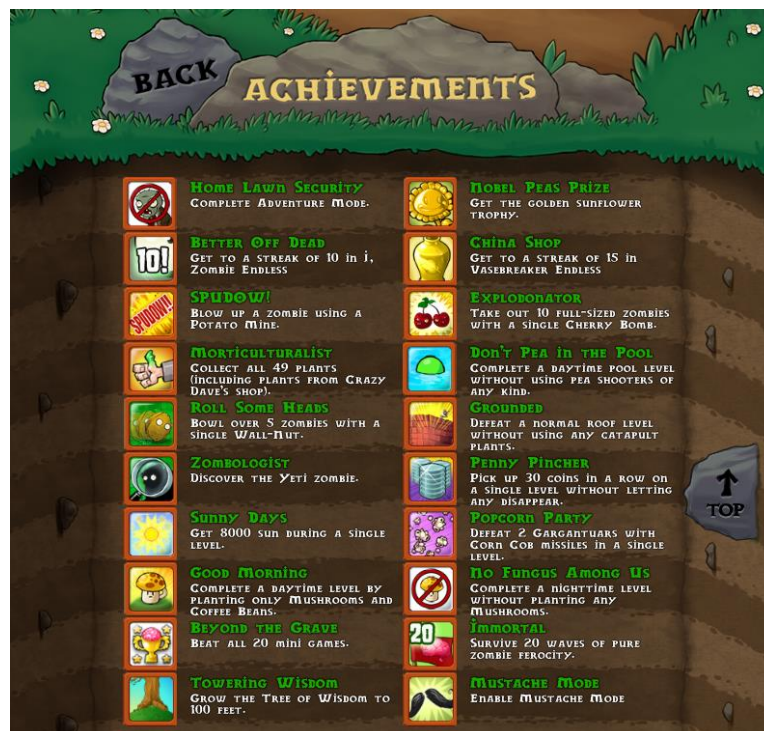 BACK
ACHIEVEMENTS
HOME LAWN SECURITY
COMPLETE ADVENTURE MODE.
NOBEL PEAS PRIZE
GET THE GOLDEN SUNFLOWER
TROPHY.
10!
BETTER OFF DEAD
GET TO A STREAK OF 10 IN I,
ZOMBIE ENDLESS
CHINA SHOP
GET TO A STREAK OF 15 IN
VASEBREAKER ENDLESS
SPUDOW!
SPUDOW!
BLOW UP A ZOMBIE USING A
POTATO MINE.
EXPLODONATOR
TAKE OUT 10 FULL-SIZED ZOMBIES
WITH A SINGLE CHERRY BOMB.
MORTICULTURALIST
COLLECT ALL 49 PLANTS
(INCLUDING PLANTS FROM CRAZY
DAVE'S SHOP).
DON'T PEA IN THE POOL
COMPLETE A DAYTIME POOL LEVEL
WITHOUT USING PEA SHOOTERS OF
ANY KIND.
ROLL SOME HEADS
BOWL OVER 5 ZOMBIES WITH A
SINGLE WALL-NUT.
GROUNDED
DEFEAT A NORMAL ROOF LEVEL
WITHOUT USING ANY CATAPULT
PLANTS.
ZOMBOLOGIST
DISCOVER THE YETI ZOMBIE.
PENNY PINCHER
PICK UP 30 COINS IN A ROW ON
A SINGLE LEVEL WITHOUT LETTING
ANY DISAPPEAR.
TOP
SUNNY DAYS
GET 8000 SUN DURING A SINGLE
LEVEL.
POPCORN PARTY
DEFEAT 2 GARGANTUARS WITH
CORN COB MISSILES IN A SINGLE
LEVEL.
GOOD MORNING
COMPLETE A DAYTIME LEVEL BY
PLANTING ONLY MUSHROOMS AND
COFFEE BEANS.
NO FUNGUS AMONG US
COMPLETE A NIGHTTIME LEVEL
WITHOUT PLANTING ANY
MUSHROOMS.
BEYOND THE GRAVE
BEAT ALL 20 MINI GAMES.
20
IMMORTAL
SURVIVE 20 WAVES OF PURE
ZOMBIE FEROCITY.
TOWERING WISDOM
GROW THE TREE OF WISDOM TO
100 FEET.
MUSTACHE MODE
ENABLE MUSTACHE MODE